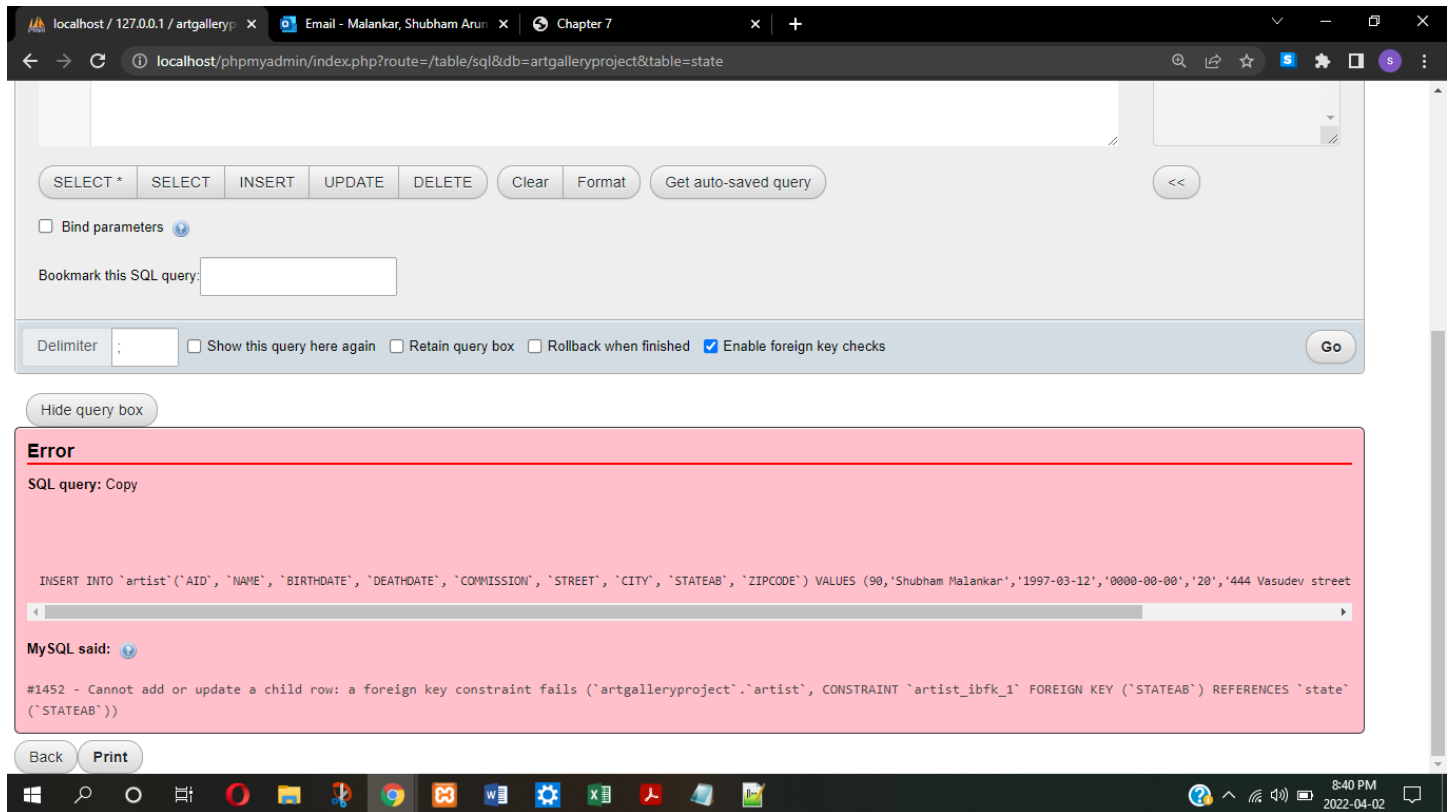 localhost / 127.0.0.1 / artgalleryp
Email - Malankar, Shubham Arun
Chapter 7
localhost/phpmyadmin/index.php?route=/table/sql&db=artgalleryproject&table=state
S
s
SELECT * SELECT INSERT UPDATE DELETE Clear Format Get auto-saved query <<
Bind parameters
Bookmark this SQL query:
Delimiter ; Show this query here again Retain query box Rollback when finished Enable foreign key checks Go
Hide query box
Error
SQL query: Copy
INSERT INTO `artist`(`AID`, `NAME`, `BIRTHDATE`, `DEATHDATE`, `COMMISSION`, `STREET`, `CITY`, `STATEAB`, `ZIPCODE`) VALUES (90,'Shubham Malankar','1997-03-12','0000-00-00','20','444 Vasudev street
MySQL said:
#1452 - Cannot add or update a child row: a foreign key constraint fails (`artgalleryproject`.`artist`, CONSTRAINT `artist_ibfk_1` FOREIGN KEY (`STATEAB`) REFERENCES `state`
(`STATEAB`))
Back Print
8:40 PM
2022-04-02